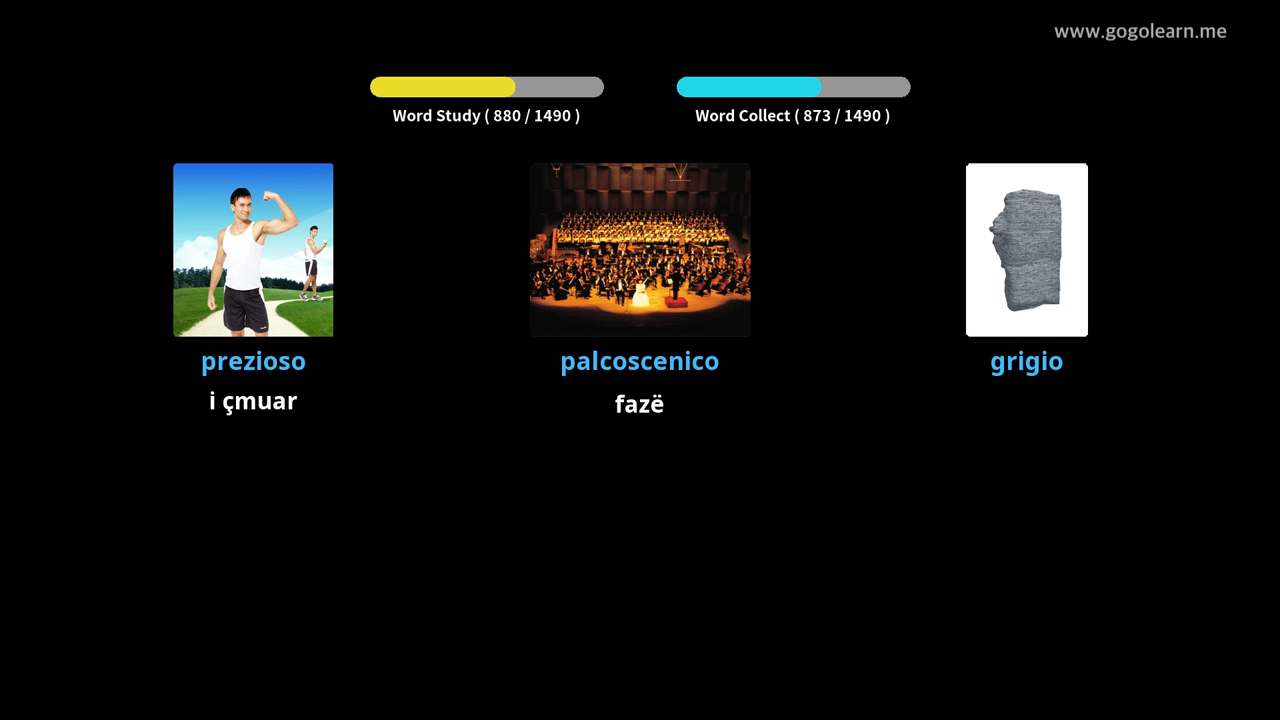 www.gogolearn.me
Word Study ( 880 / 1490 )
Word Collect ( 873 / 1490 )
prezioso
palcoscenico
grigio
i çmuar
fazë